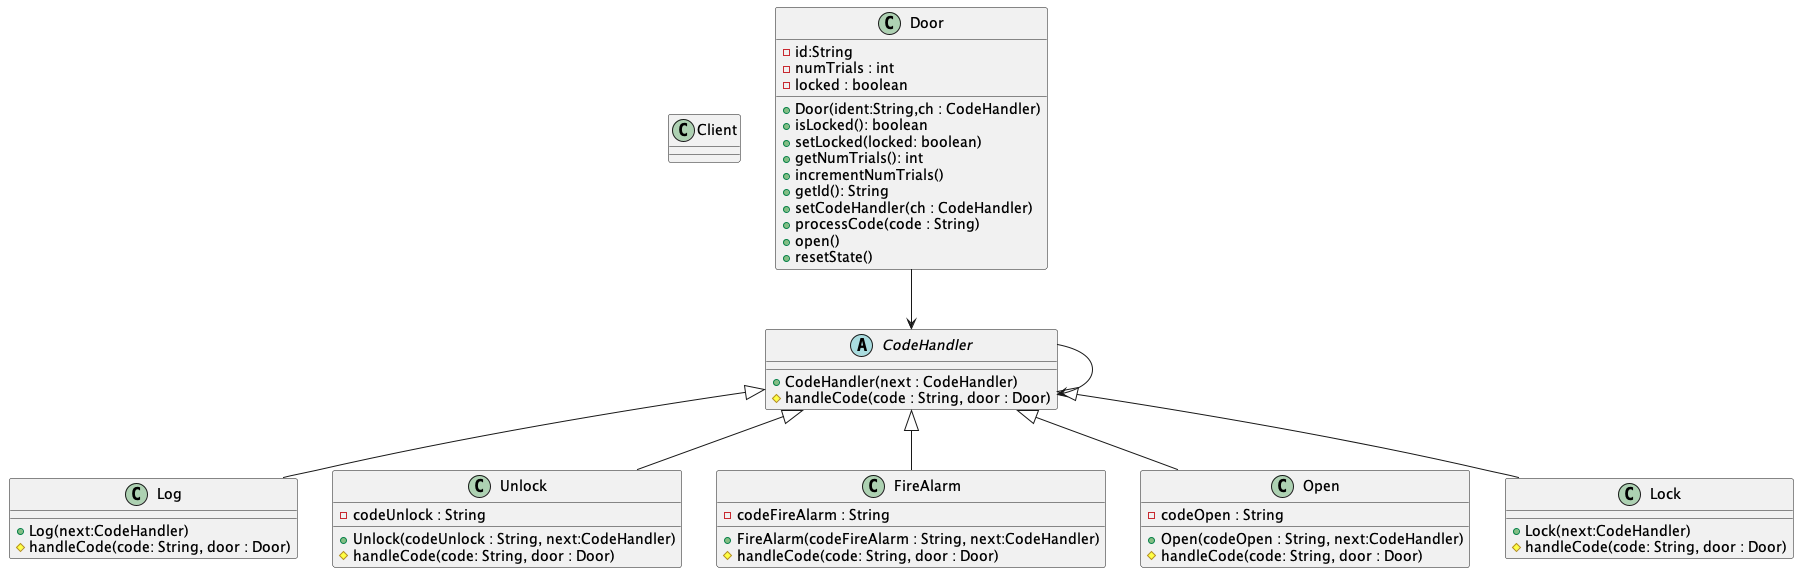 C Door
id:String
numTrials : int
locked : boolean
Door(ident:String,ch : CodeHandler)
isLocked(): boolean
setLocked(locked: boolean)
getNumTrials(): int
incrementNumTrials()
getId(): String
setCodeHandler(ch : CodeHandler)
processCode(code : String)
open()
resetState()
C Client
A CodeHandler
CodeHandler(next : CodeHandler)
handleCode(code : String, door : Door)
C Log
Log(next:CodeHandler)
handleCode(code: String, door : Door)
C Unlock
codeUnlock : String
Unlock(codeUnlock : String, next:CodeHandler)
handleCode(code: String, door : Door)
C FireAlarm
codeFireAlarm : String
FireAlarm(codeFireAlarm : String, next:CodeHandler)
handleCode(code: String, door : Door)
C Open
codeOpen : String
Open(codeOpen : String, next:CodeHandler)
handleCode(code: String, door : Door)
C Lock
Lock(next:CodeHandler)
handleCode(code: String, door : Door)